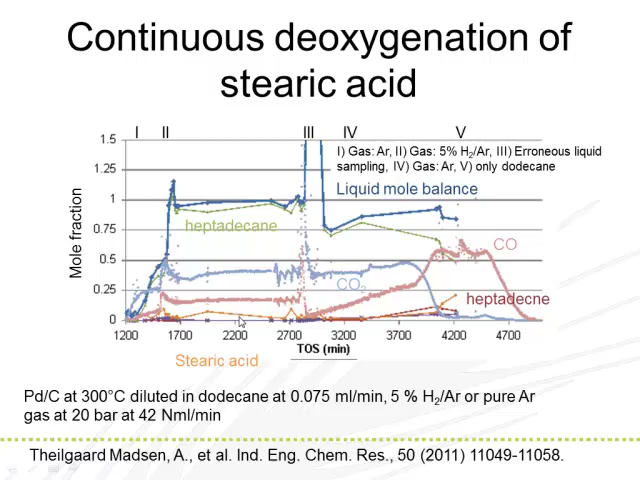 Continuous deoxygenation of
stearic acid
I II III IV V
I) Gas: Ar, II) Gas: 5% H2/Ar, III) Erroneous liquid
sampling, IV) Gas: Ar, V) only dodecane
Liquid mole balance
heptadecane
CO
CO2
heptadecne
Mole fraction
1.5
1.25
1
0.75
0.5
0.25
0
1200 1700 2200 2700 3200 3700 4200 4700
TOS (min)
Stearic acid
Pd/C at 300°C diluted in dodecane at 0.075 ml/min, 5 % H2/Ar or pure Ar
gas at 20 bar at 42 Nml/min
Theilgaard Madsen, A., et al. Ind. Eng. Chem. Res., 50 (2011) 11049-11058.